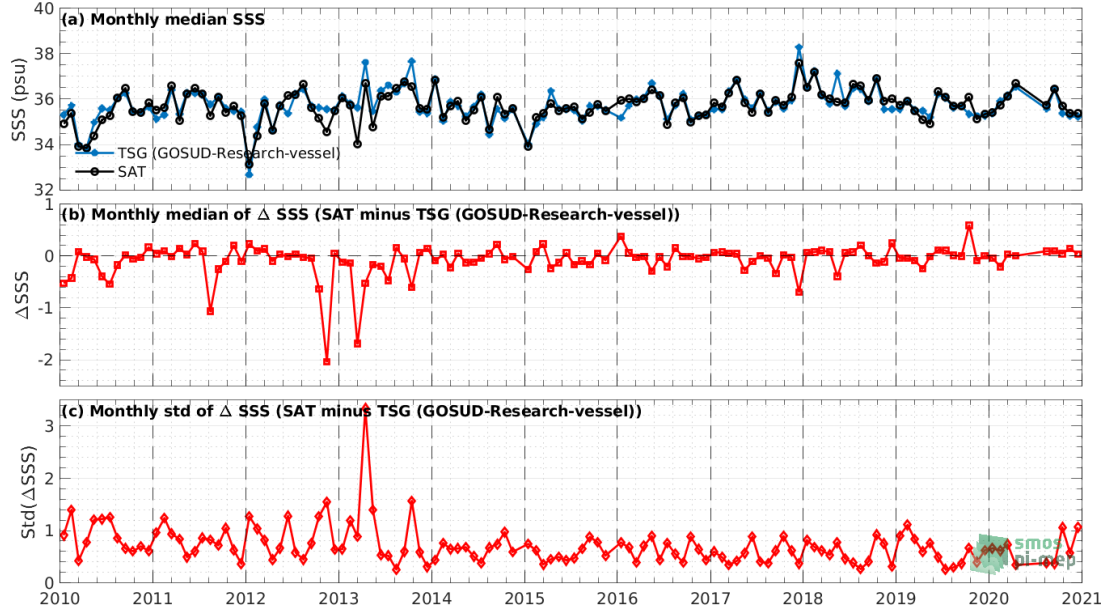 40
(a) Monthly median SSS
38
36
34
32
SSS (psu)
TSG (GOSUD-Research-vessel)
SAT
1
(b) Monthly median of Δ SSS (SAT minus TSG (GOSUD-Research-vessel))
0
-1
-2
ΔSSS
(c) Monthly std of Δ SSS (SAT minus TSG (GOSUD-Research-vessel))
3
2
1
0
Std(ΔSSS)
smos
pi-mep
2010 2011 2012 2013 2014 2015 2016 2017 2018 2019 2020 2021